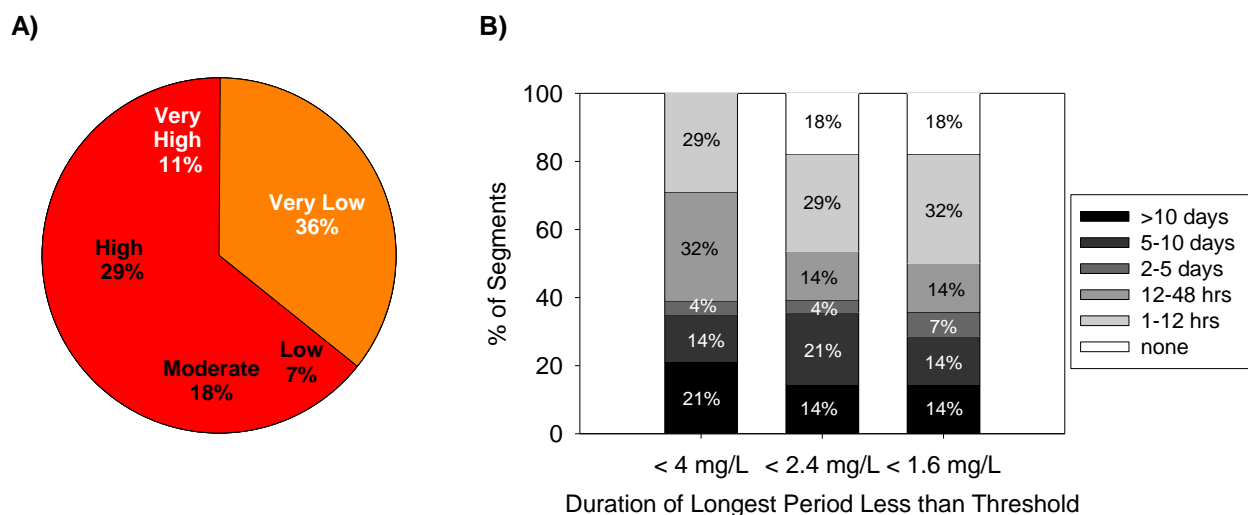 A)
Very
High
11%
Very Low
36%
High
29%
Low
7%
Moderate
18%
B)
% of Segments
100
80
60
40
20
0
29%
32%
4%
14%
21%
18%
29%
14%
4%
21%
14%
18%
32%
14%
7%
14%
14%
< 4 mg/L
< 2.4 mg/L
< 1.6 mg/L
Duration of Longest Period Less than Threshold
>10 days
5-10 days
2-5 days
12-48 hrs
1-12 hrs
none